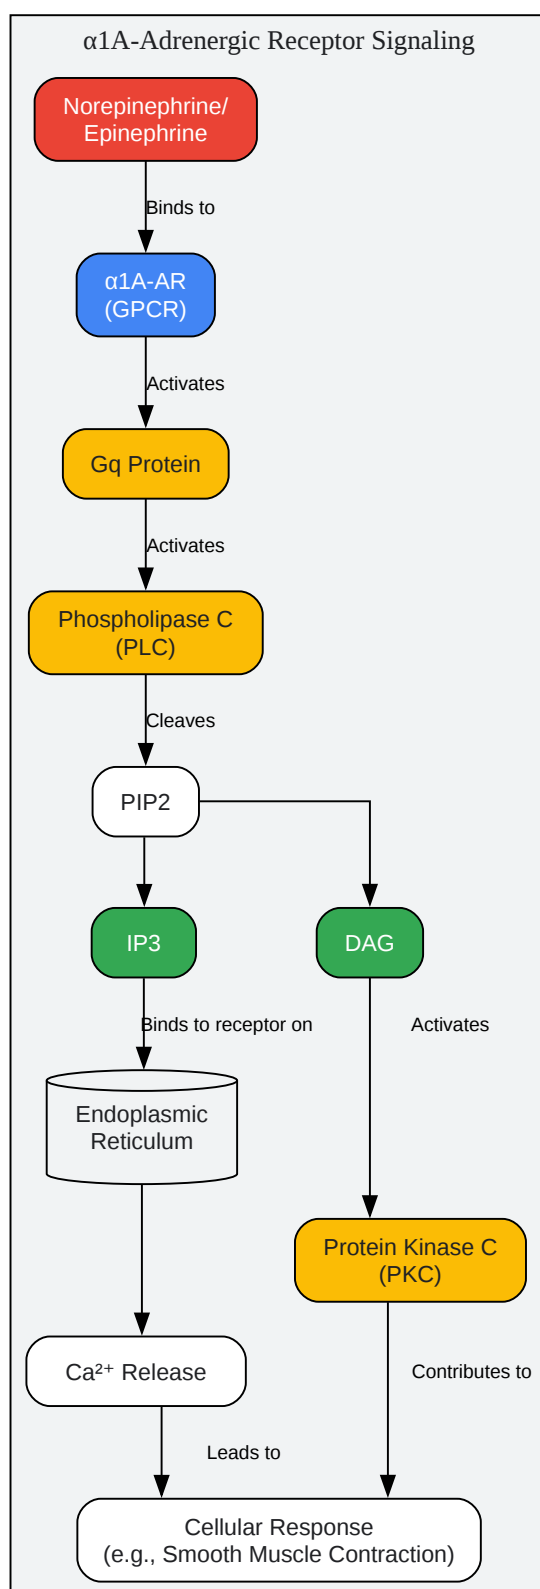 α1A-Adrenergic Receptor Signaling
Norepinephrine/
Epinephrine
Binds to
α1A-AR
(GPCR)
Activates
Gq Protein
Activates
Phospholipase C
(PLC)
Cleaves
PIP2
IP3
DAG
Binds to receptor on
Activates
Endoplasmic
Reticulum
Protein Kinase C
(PKC)
Ca²⁺ Release
Contributes to
Leads to
Cellular Response
(e.g., Smooth Muscle Contraction)